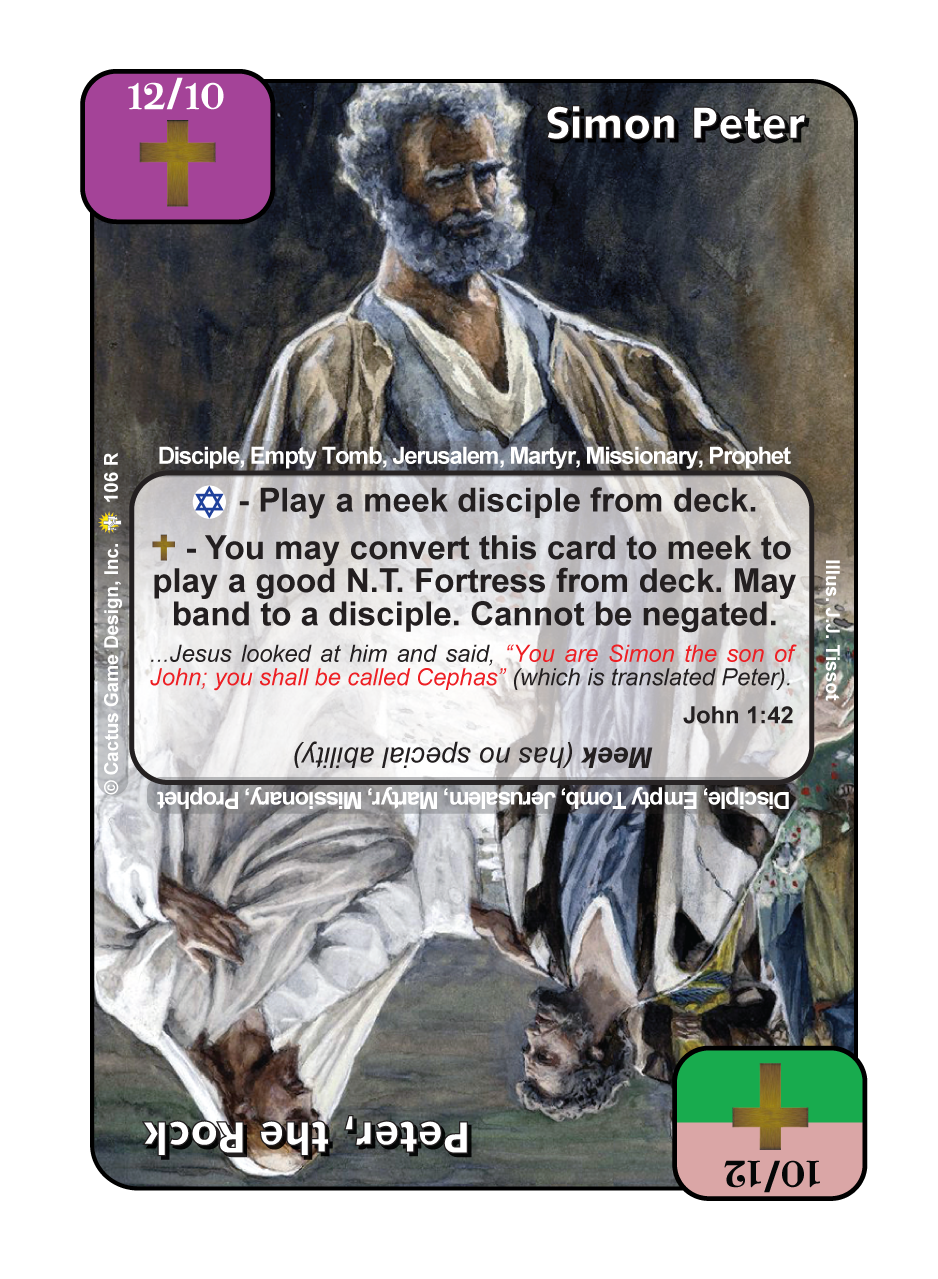 12/10
Simon Peter
Disciple, Empty Tomb, Jerusalem, Martyr, Missionary, Prophet
- Play a meek disciple from deck.
- You may convert this card to meek to
play a good N.T. Fortress from deck. May
band to a disciple. Cannot be negated.
...Jesus looked at him and said, “You are Simon the son of
John; you shall be called Cephas” (which is translated Peter).
John 1:42
Meek (has no special ability)
Disciple, Empty Tomb, Jerusalem, Martyr, Missionary, Prophet
© Cactus Game Design, Inc. 106 R
Illus. J.J. Tissot
Peter, the Rock
10/12